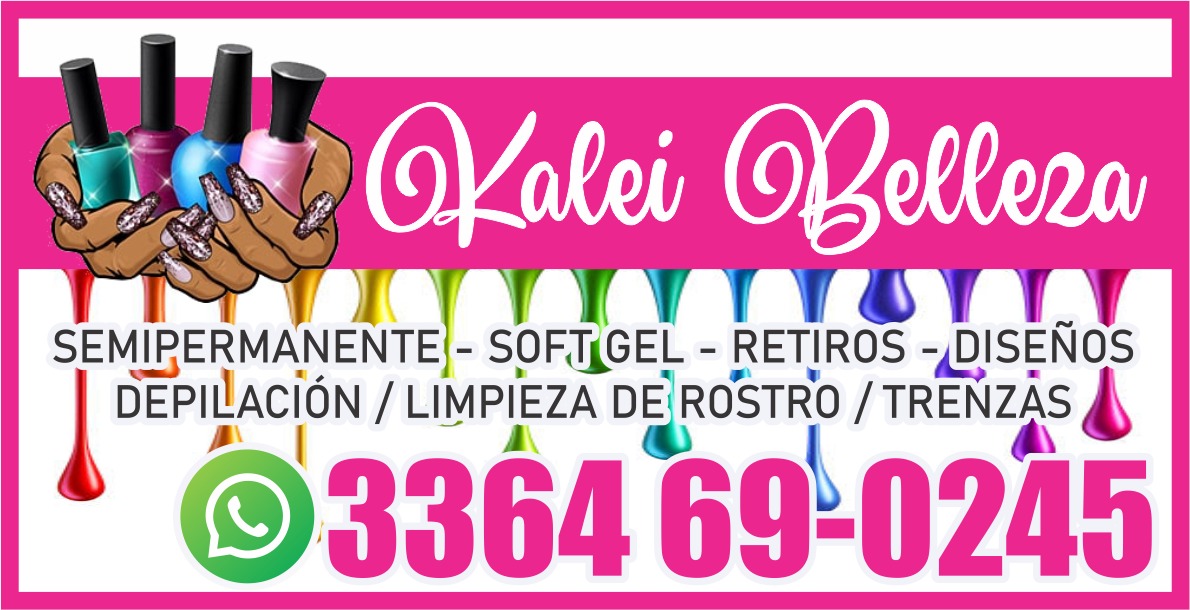 Kalei Belleza
SEMIPERMANENTE - SOFT GEL - RETIROS - DISEÑOS
DEPILACIÓN / LIMPIEZA DE ROSTRO / TRENZAS
3364 69-0245